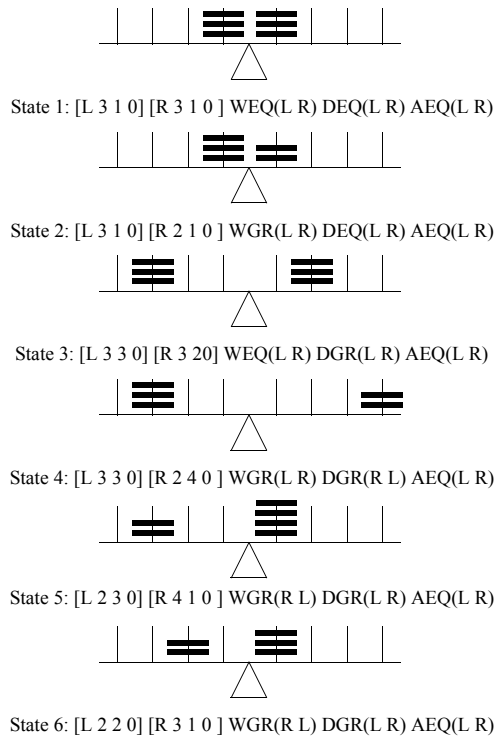 State 1: [L 3 1 0] [R 3 1 0 ] WEQ(L R) DEQ(L R) AEQ(L R)
State 2: [L 3 1 0] [R 2 1 0 ] WGR(L R) DEQ(L R) AEQ(L R)
State 3: [L 3 3 0] [R 3 20] WEQ(L R) DGR(L R) AEQ(L R)
State 4: [L 3 3 0] [R 2 4 0 ] WGR(L R) DGR(R L) AEQ(L R)
State 5: [L 2 3 0] [R 4 1 0 ] WGR(R L) DGR(L R) AEQ(L R)
State 6: [L 2 2 0] [R 3 1 0 ] WGR(R L) DGR(L R) AEQ(L R)